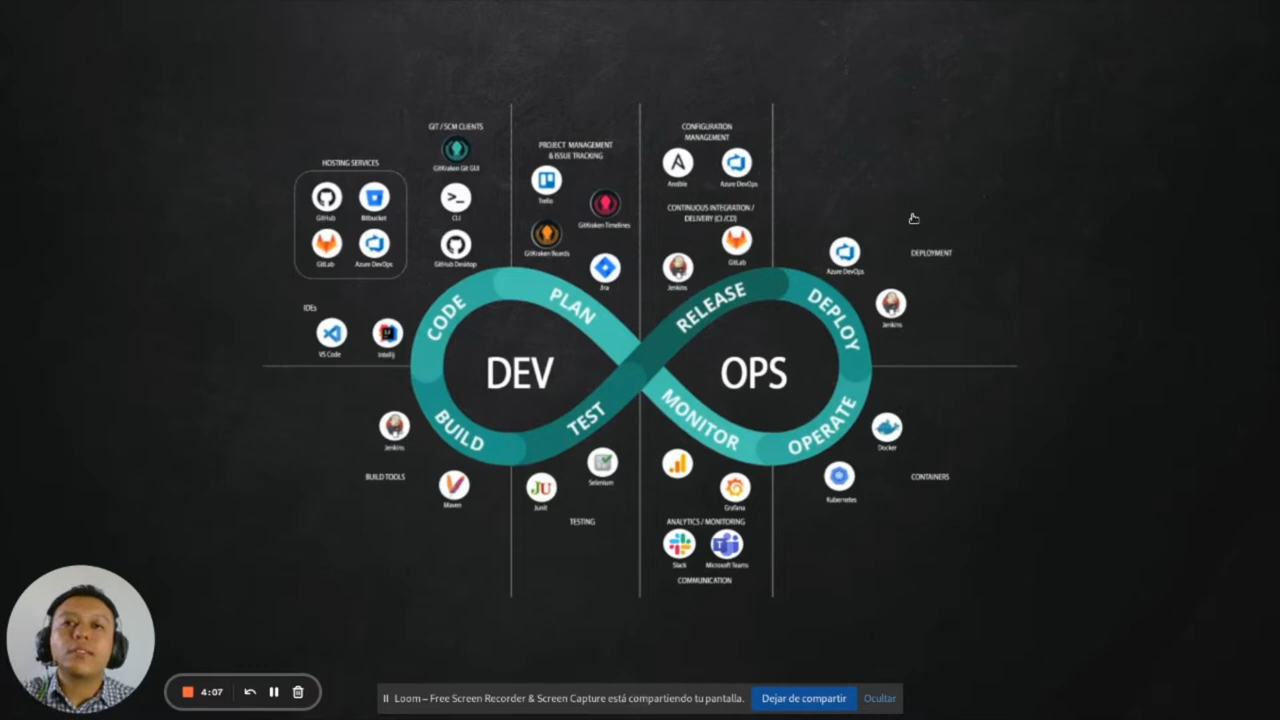 GIT / SCM CLIENTS
GitKraken Git GUI
CLI
GitHub Desktop
HOSTING SERVICES
GitHub
Bitbucket
GitLab
Azure DevOps
IDEs
VS Code
IntelliJ
PROJECT MANAGEMENT
& ISSUE TRACKING
Trello
GitKraken Timelines
GitKraken Boards
Jira
CONFIGURATION
MANAGEMENT
Ansible
Azure DevOps
CONTINUOUS INTEGRATION /
DELIVERY (CI /CD)
GitLab
Jenkins
Azure DevOps
DEPLOYMENT
Jenkins
CODE
PLAN
RELEASE
DEPLOY
DEV
OPS
BUILD
TEST
MONITOR
OPERATE
Jenkins
BUILD TOOLS
Maven
JU
Junit
Selenium
TESTING
Grafana
ANALYTICS / MONITORING
Slack
Microsoft Teams
COMMUNICATION
Docker
Kubernetes
CONTAINERS
4:07
Loom – Free Screen Recorder & Screen Capture está compartiendo tu pantalla.
Dejar de compartir
Ocultar